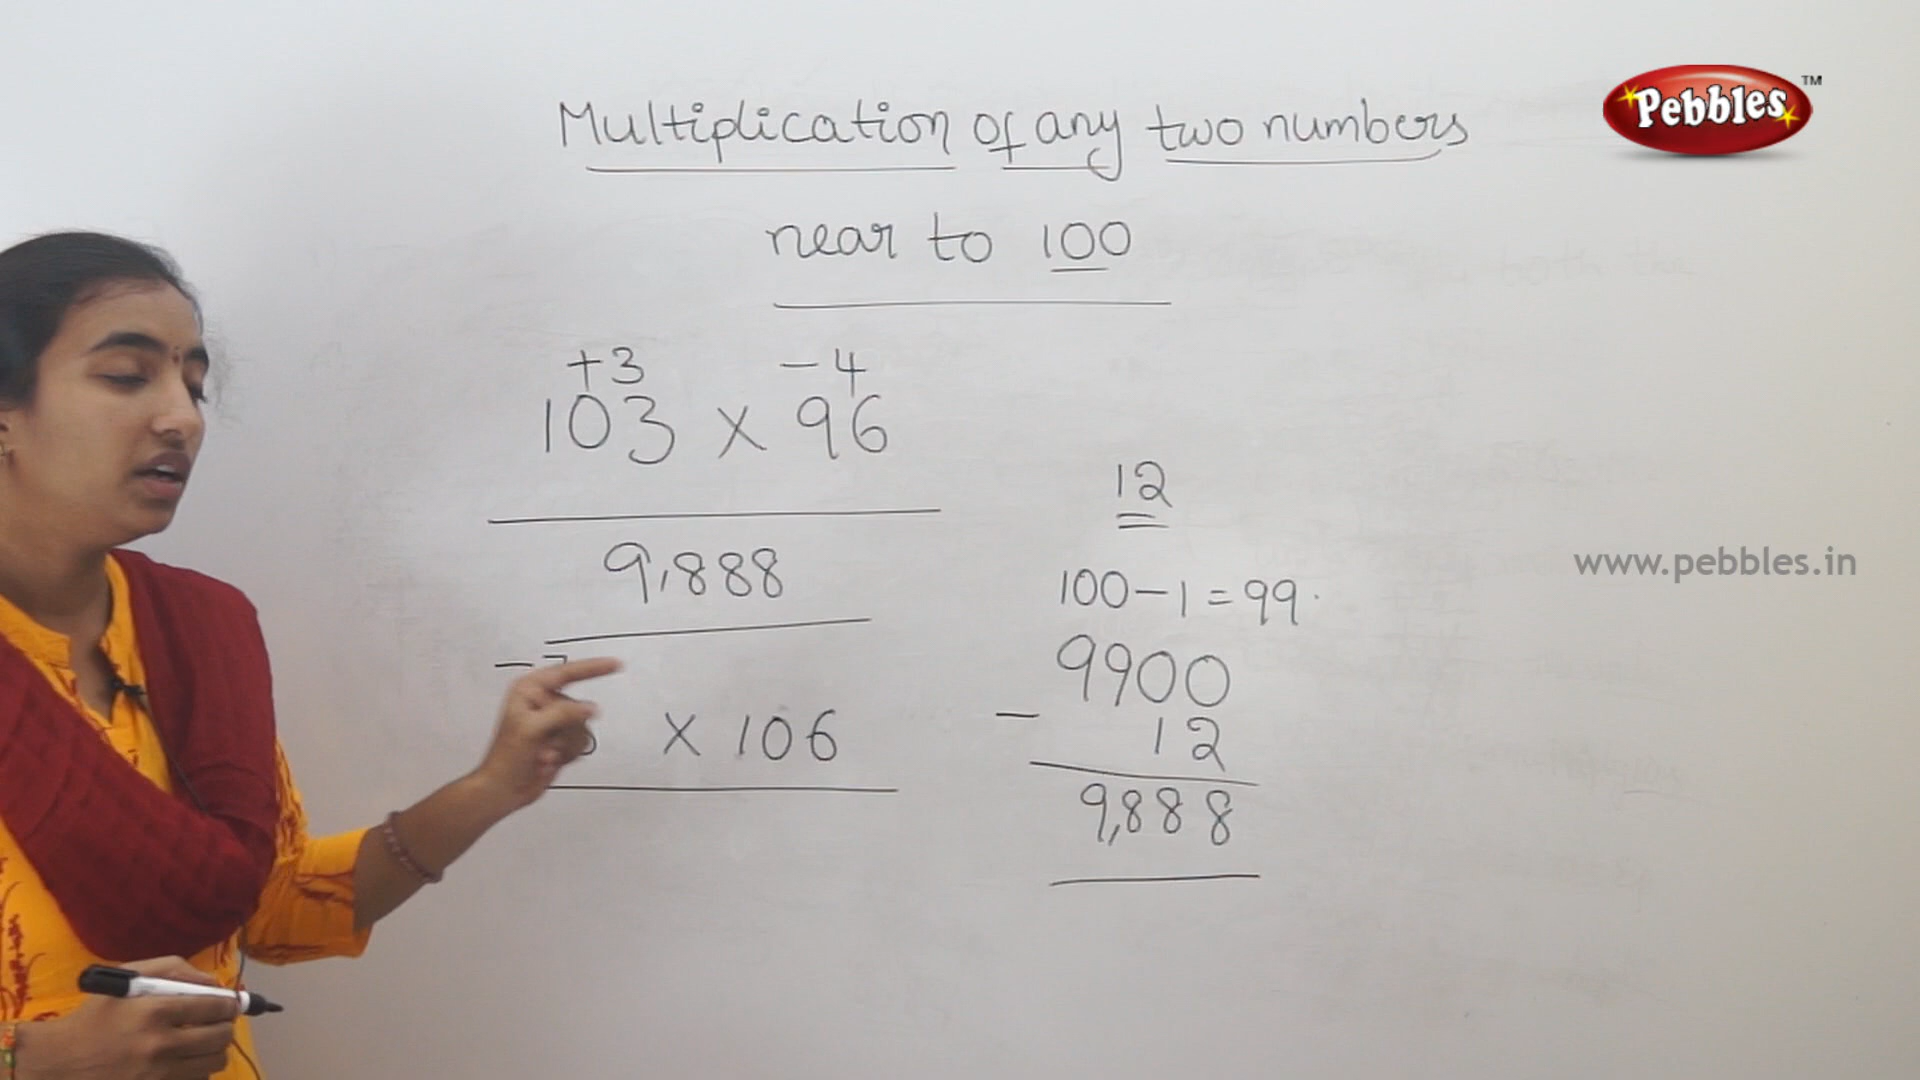 Pebbles™
Multiplication of any two numbers
near to 100
+3 -4
103 x 96
12
9,888
100-1=99
9900
- 12
9,888
-
x 106
www.pebbles.in